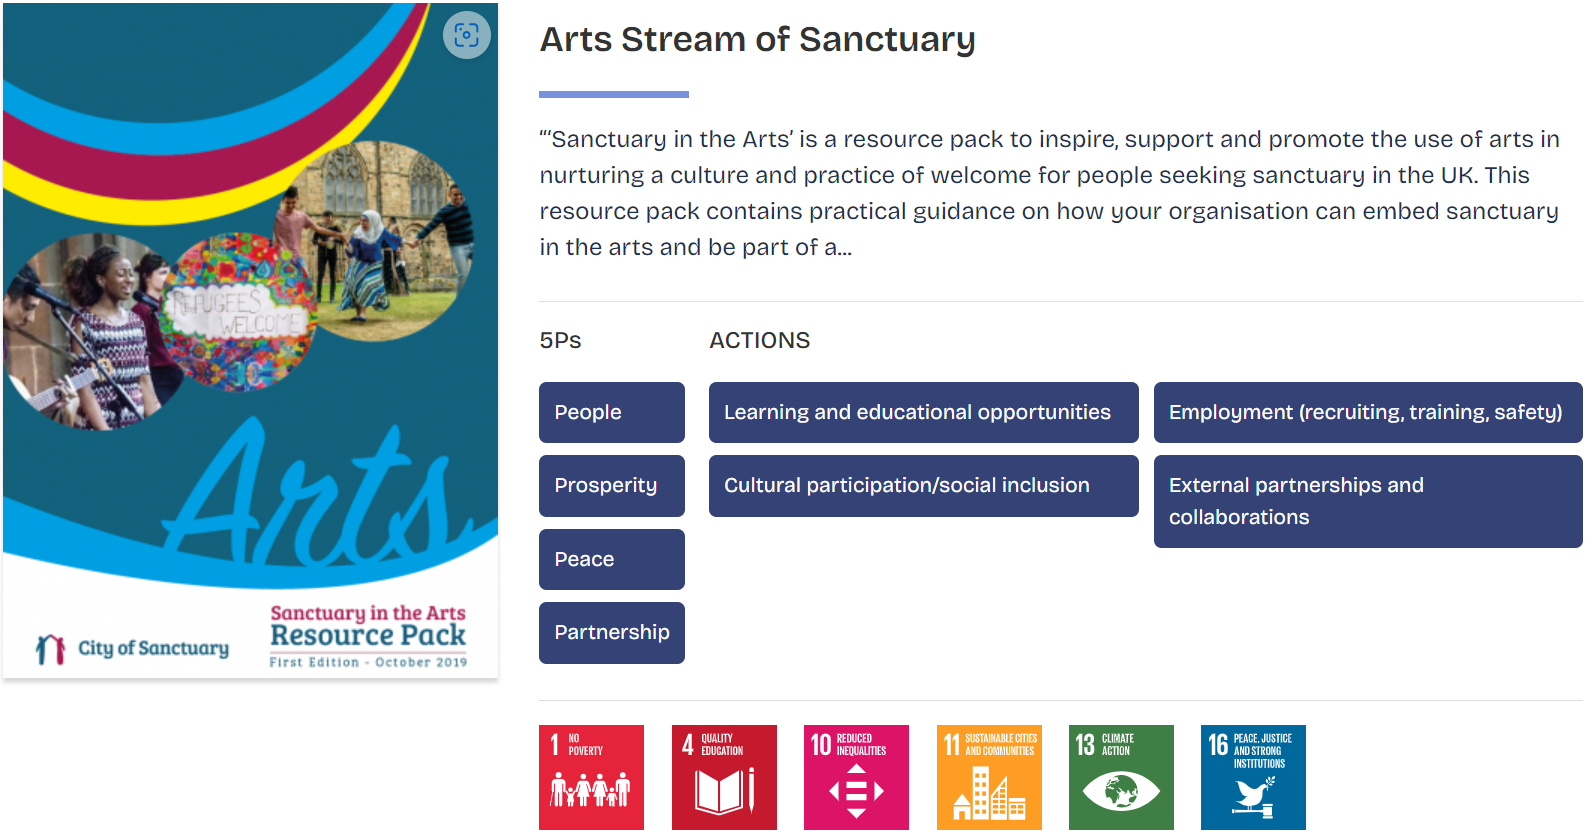 REFUGEES
WELCOME
Arts
City of Sanctuary
Sanctuary in the Arts
Resource Pack
First Edition - October 2019
Arts Stream of Sanctuary
“‘Sanctuary in the Arts’ is a resource pack to inspire, support and promote the use of arts in
nurturing a culture and practice of welcome for people seeking sanctuary in the UK. This
resource pack contains practical guidance on how your organisation can embed sanctuary
in the arts and be part of a...
5Ps
ACTIONS
People
Prosperity
Peace
Partnership
Learning and educational opportunities
Employment (recruiting, training, safety)
Cultural participation/social inclusion
External partnerships and
collaborations
1 NO
POVERTY
4 QUALITY
EDUCATION
10 REDUCED
INEQUALITIES
11 SUSTAINABLE CITIES
AND COMMUNITIES
13 CLIMATE
ACTION
16 PEACE, JUSTICE
AND STRONG
INSTITUTIONS